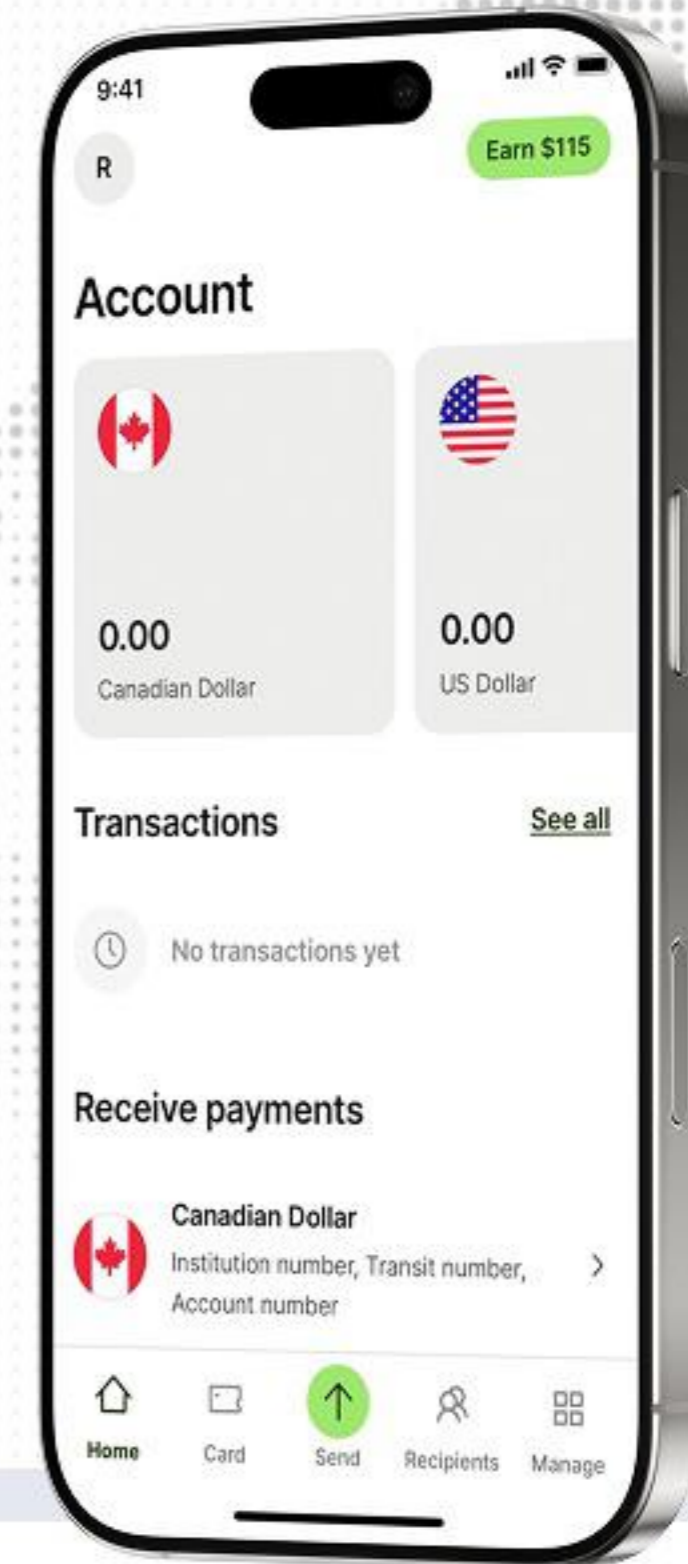 9:41
R
Earn $115
Account
0.00
Canadian Dollar
0.00
US Dollar
Transactions
See all
No transactions yet
Receive payments
Canadian Dollar
Institution number, Transit number,
Account number
Home
Card
Send
Recipients
Manage